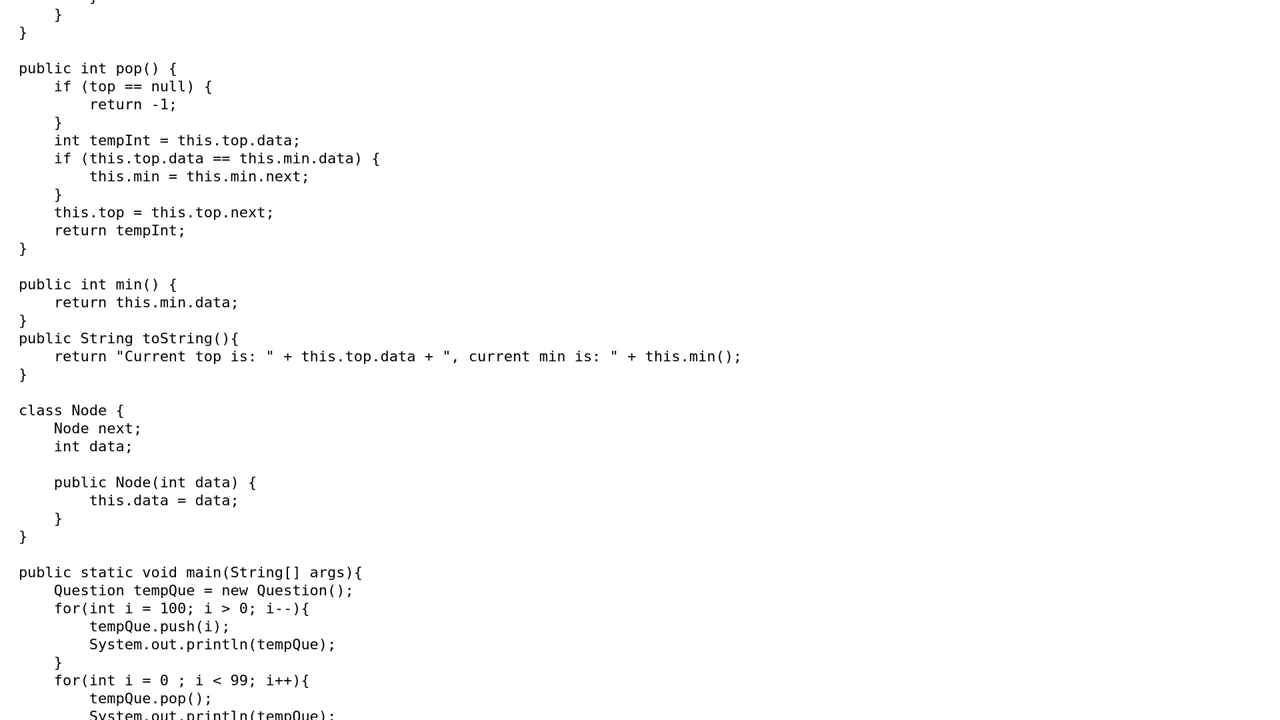 }
}

public int pop() {
    if (top == null) {
        return -1;
    }
    int tempInt = this.top.data;
    if (this.top.data == this.min.data) {
        this.min = this.min.next;
    }
    this.top = this.top.next;
    return tempInt;
}

public int min() {
    return this.min.data;
}
public String toString(){
    return "Current top is: " + this.top.data + ", current min is: " + this.min();
}

class Node {
    Node next;
    int data;

    public Node(int data) {
        this.data = data;
    }
}

public static void main(String[] args){
    Question tempQue = new Question();
    for(int i = 100; i > 0; i--){
        tempQue.push(i);
        System.out.println(tempQue);
    }
    for(int i = 0 ; i < 99; i++){
        tempQue.pop();
        System.out.println(tempQue);